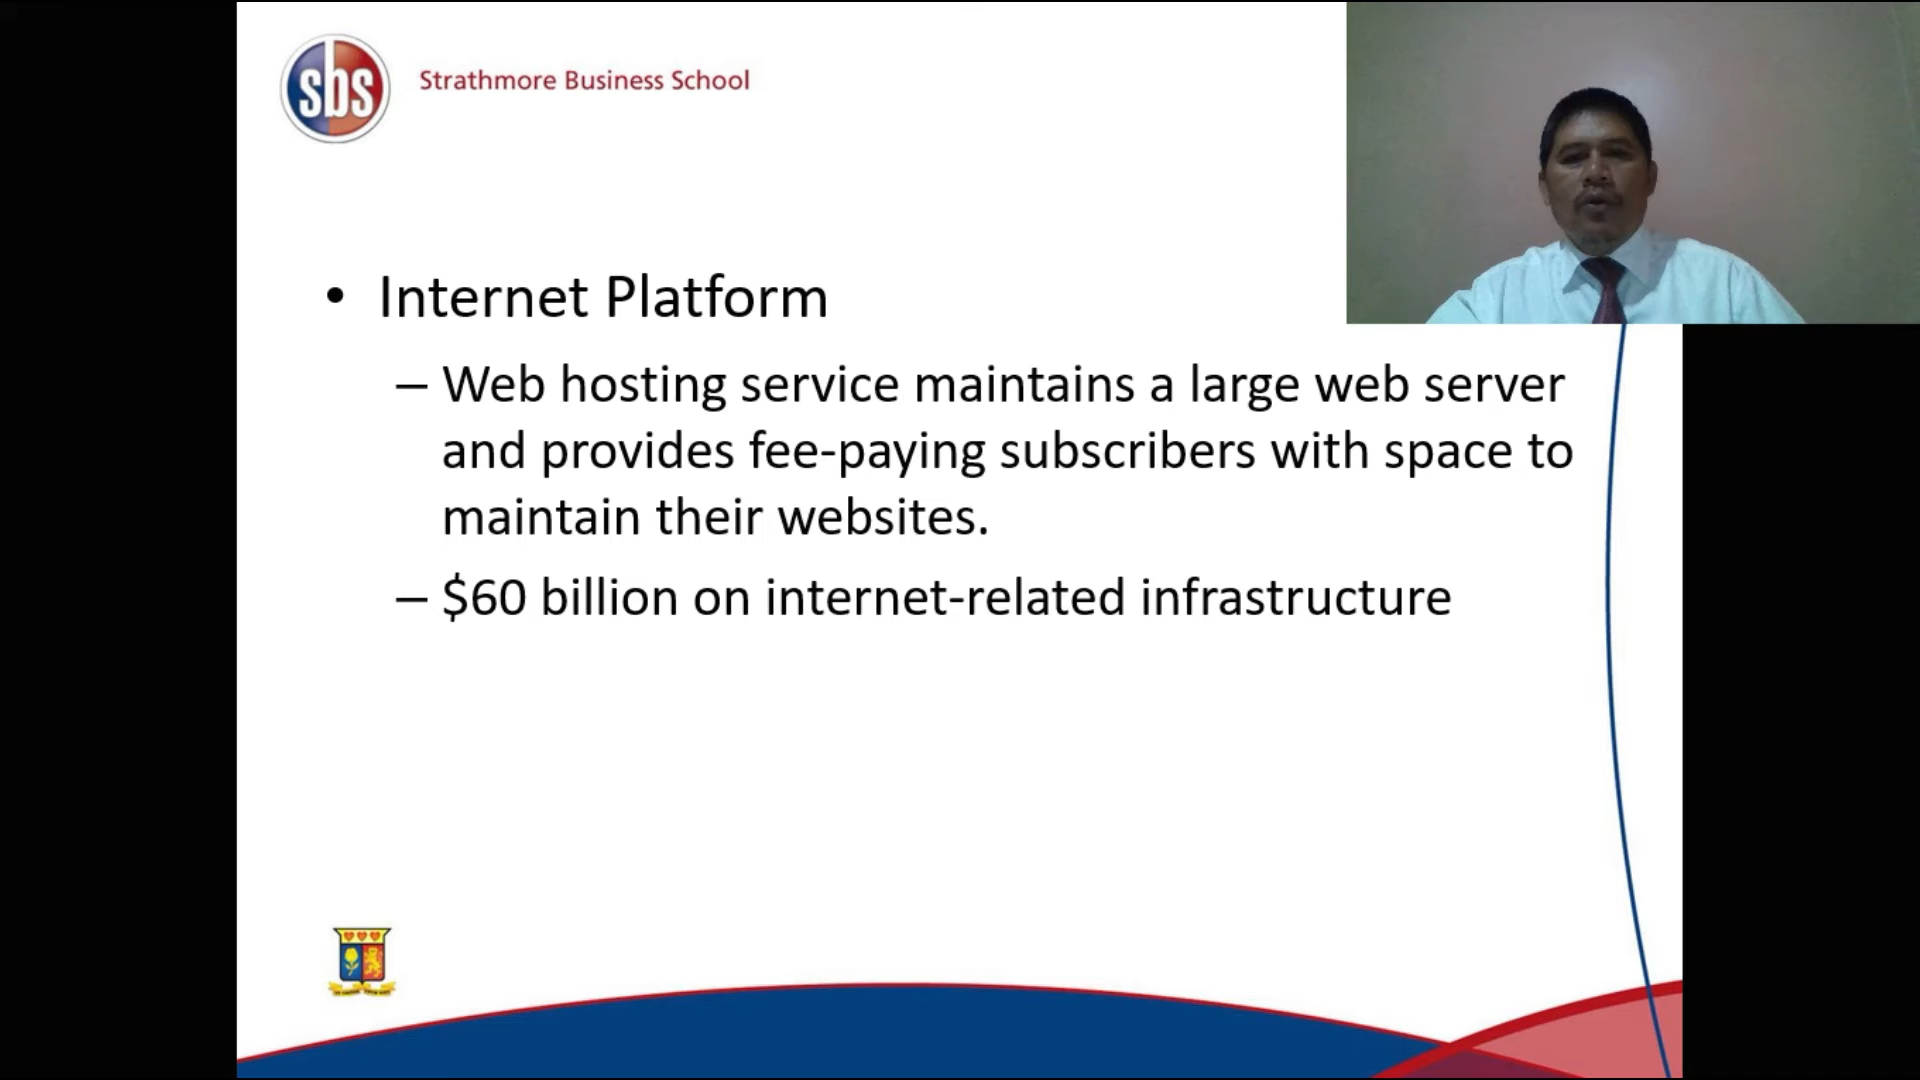 sbs
Strathmore Business School
• Internet Platform
– Web hosting service maintains a large web server
and provides fee-paying subscribers with space to
maintain their websites.
– $60 billion on internet-related infrastructure